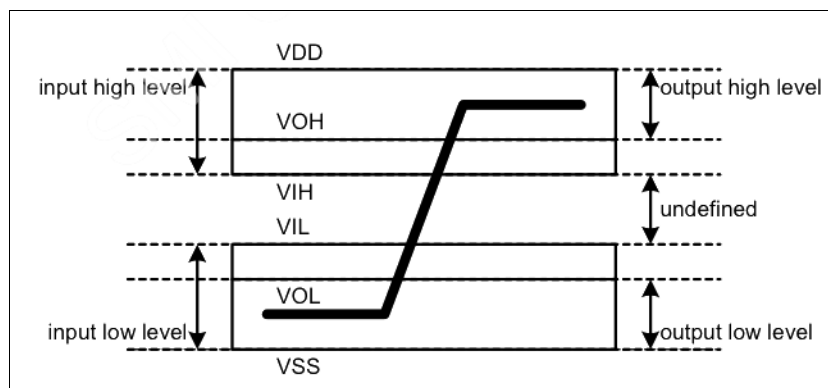 VDD
input high level
output high level
VOH
VIH
undefined
VIL
VOL
input low level
output low level
VSS